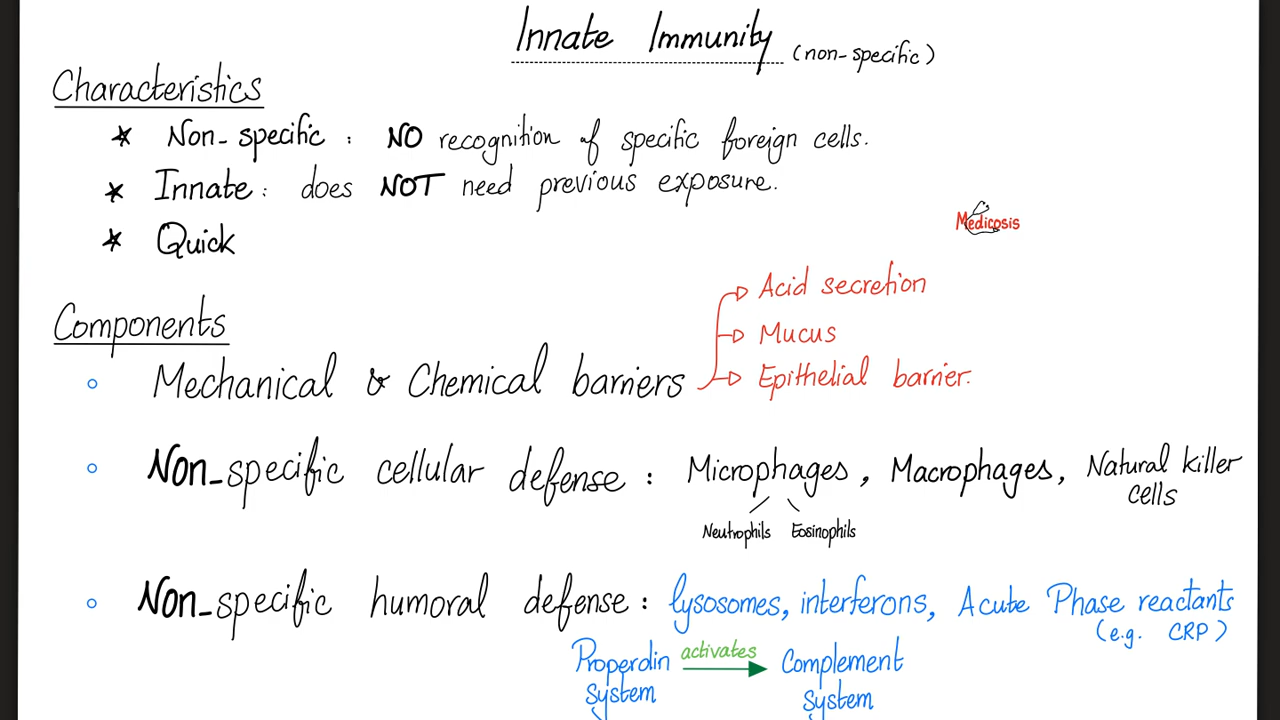 Innate Immunity (non-specific)
Characteristics
★ Non-specific: NO recognition of specific foreign cells.
★ Innate: does NOT need previous exposure.
★ Quick
Medicosis
Components
Acid secretion
Mucus
Epithelial barrier.
○ Mechanical & Chemical barriers
○ Non-specific cellular defense: Microphages, Macrophages, Natural killer
cells
Neutrophils Eosinophils
○ Non-specific humoral defense: lysosomes, interferons, Acute Phase reactants
(e.g. CRP)
Properdin activates Complement
system system